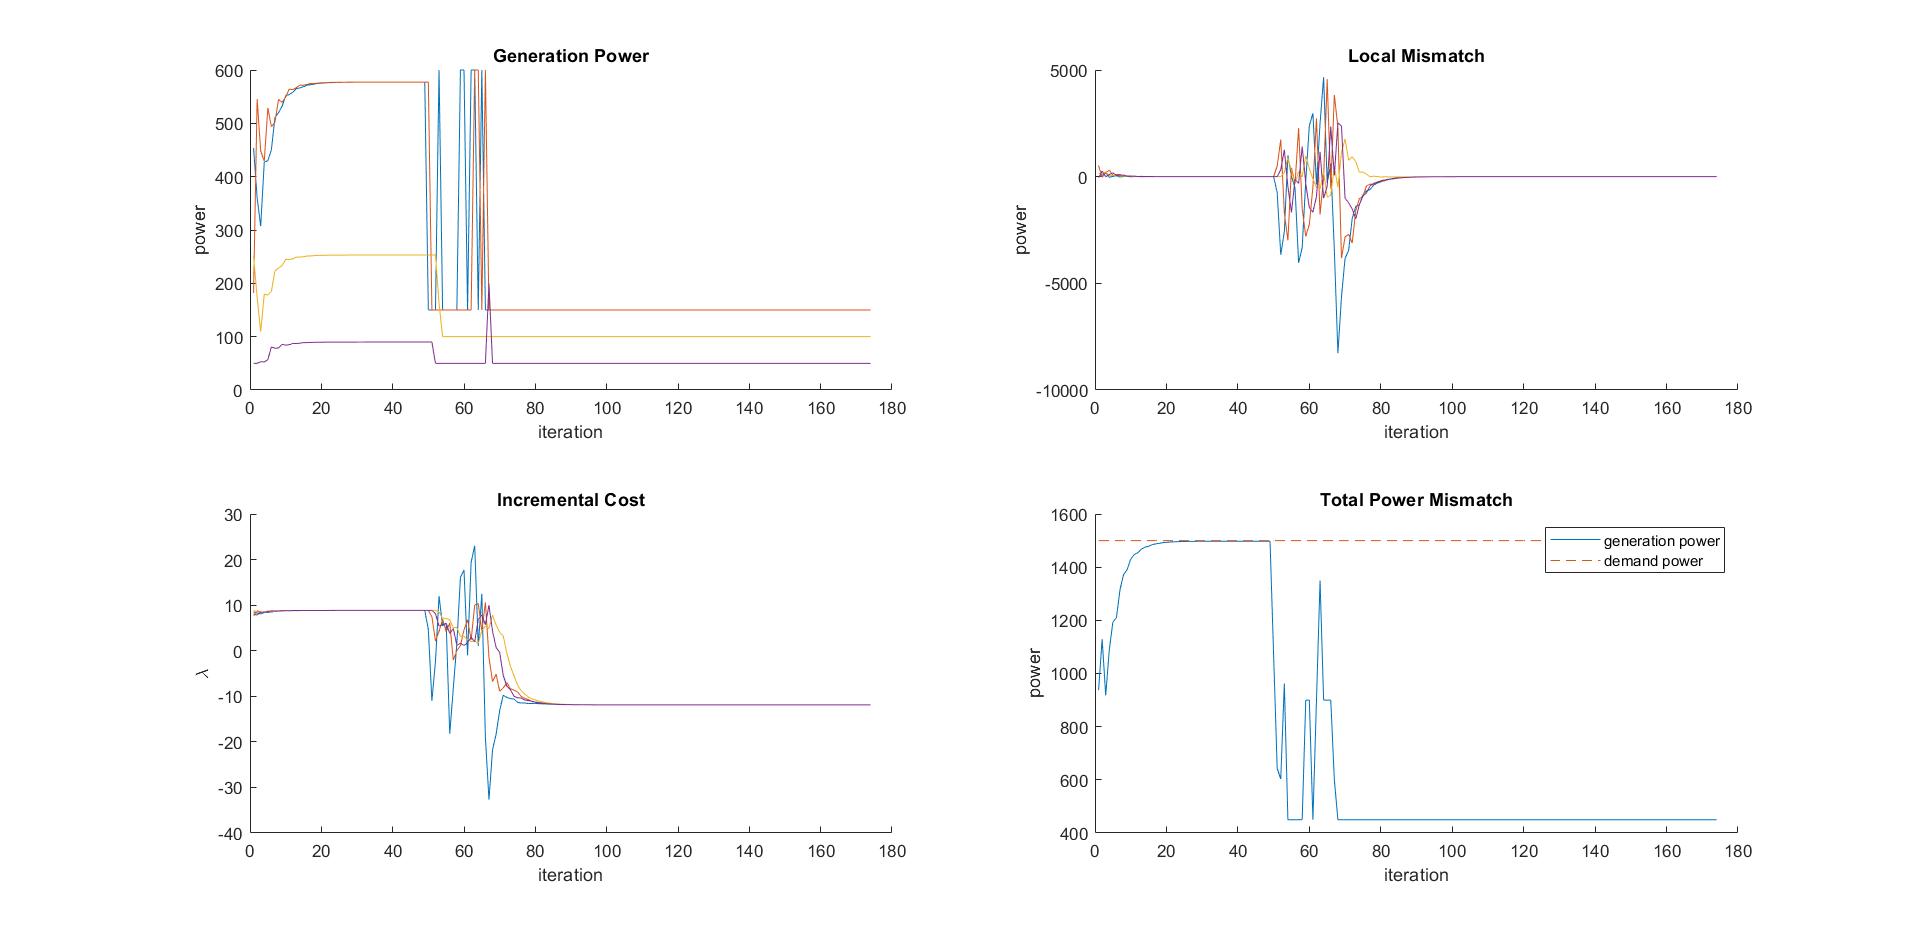 Generation Power
600
500
400
300
200
100
0
power
0 20 40 60 80 100 120 140 160 180
iteration
Local Mismatch
5000
0
-5000
-10000
power
0 20 40 60 80 100 120 140 160 180
iteration
Incremental Cost
30
20
10
0
-10
-20
-30
-40
λ
0 20 40 60 80 100 120 140 160 180
iteration
Total Power Mismatch
1600
1400
1200
1000
800
600
400
power
generation power
demand power
0 20 40 60 80 100 120 140 160 180
iteration